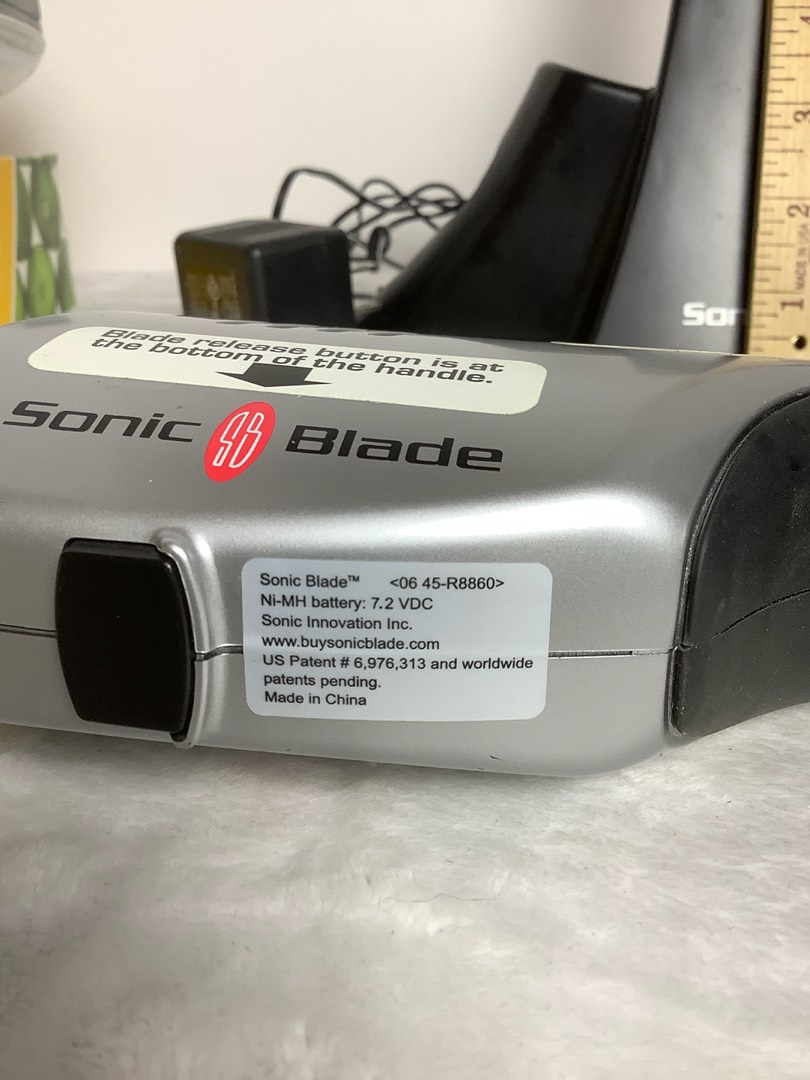 3
2
1
MADE IN USA
Sor
Blade release button is at
the bottom of the handle.
Sonic SB Blade
Sonic Blade™ <06 45-R8860>
Ni-MH battery: 7.2 VDC
Sonic Innovation Inc.
www.buysonicblade.com
US Patent # 6,976,313 and worldwide
patents pending.
Made in China